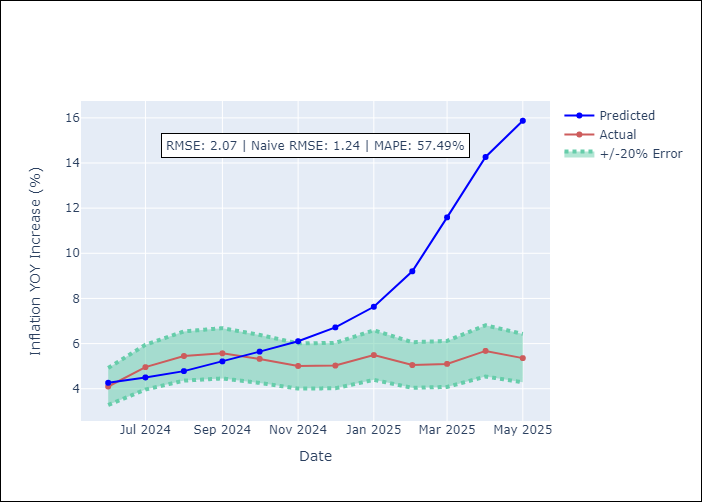 RMSE: 2.07 | Naive RMSE: 1.24 | MAPE: 57.49%
Predicted
Actual
+/-20% Error
Inflation YOY Increase (%)
16
14
12
10
8
6
4
Jul 2024
Sep 2024
Nov 2024
Jan 2025
Mar 2025
May 2025
Date